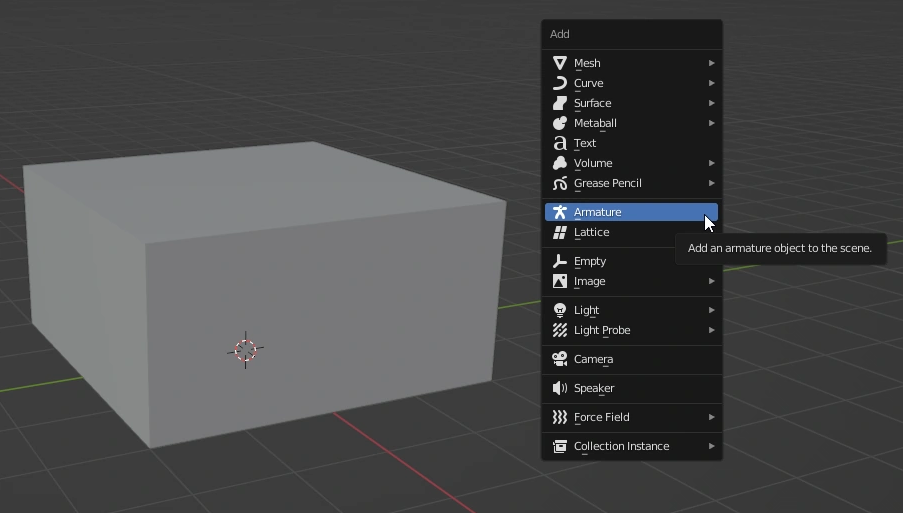 Add
Mesh
Curve
Surface
Metaball
Text
Volume
Grease Pencil
Armature
Lattice
Add an armature object to the scene.
Empty
Image
Light
Light Probe
Camera
Speaker
Force Field
Collection Instance